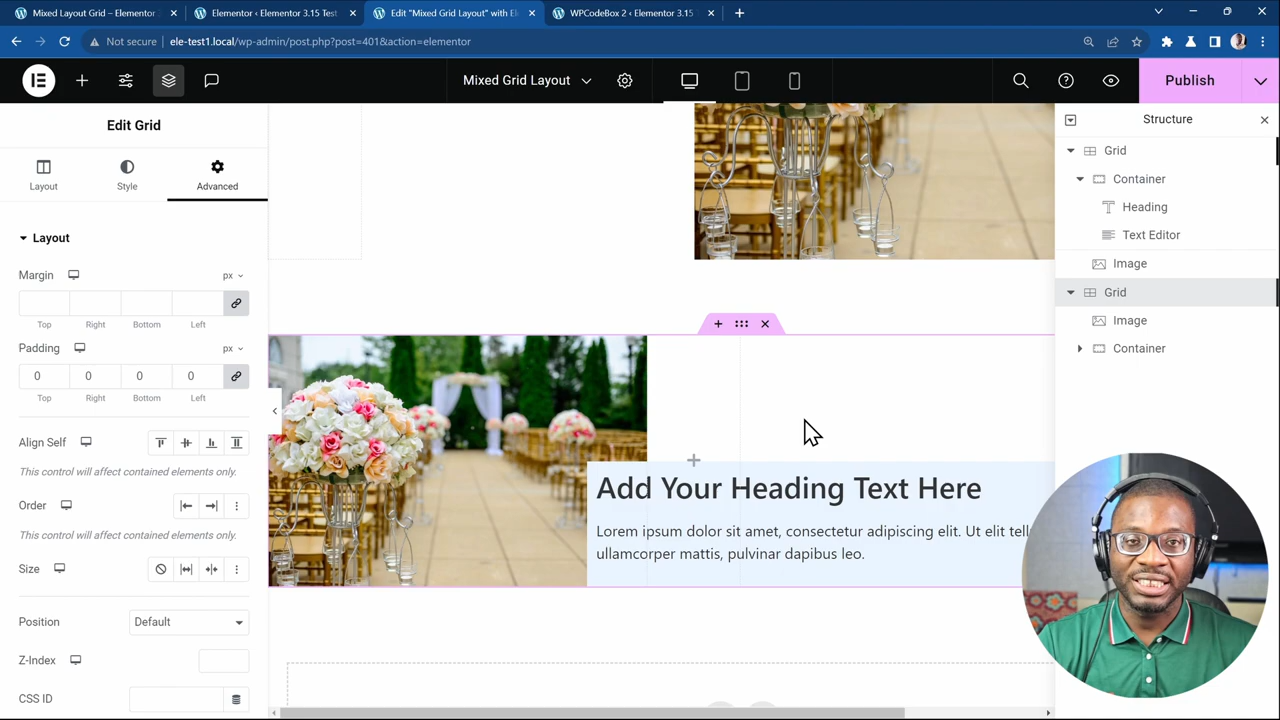 Mixed Layout Grid – Elementor
Elementor ‹ Elementor 3.15 Test
Edit "Mixed Grid Layout" with El
WPCodeBox 2 ‹ Elementor 3.15
Not secure
ele-test1.local/wp-admin/post.php?post=401&action=elementor
Mixed Grid Layout
Publish
Edit Grid
Layout
Style
Advanced
Layout
Margin
px
Top
Right
Bottom
Left
Padding
px
0
0
0
0
Top
Right
Bottom
Left
Align Self
This control will affect contained elements only.
Order
This control will affect contained elements only.
Size
Position
Default
Z-Index
CSS ID
Add Your Heading Text Here
Lorem ipsum dolor sit amet, consectetur adipiscing elit. Ut elit tell
ullamcorper mattis, pulvinar dapibus leo.
Structure
Grid
Container
Heading
Text Editor
Image
Grid
Image
Container